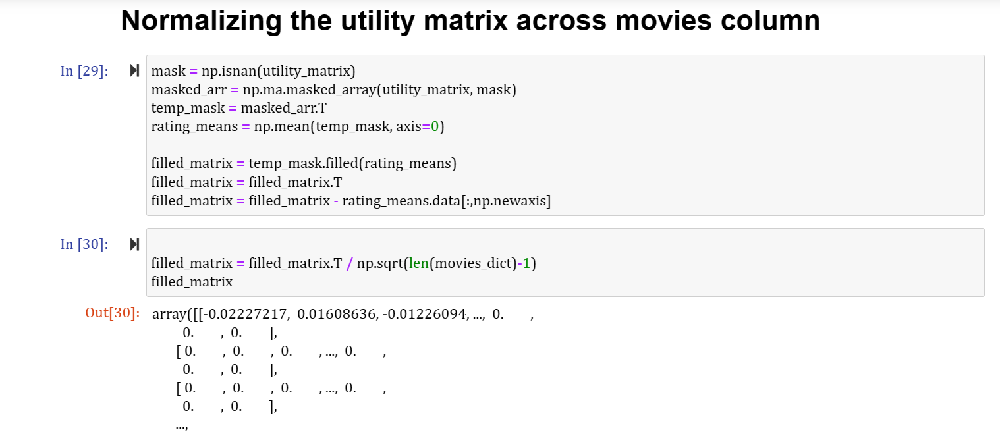 Normalizing the utility matrix across movies column
In [29]:
mask = np.isnan(utility_matrix)
masked_arr = np.ma.masked_array(utility_matrix, mask)
temp_mask = masked_arr.T
rating_means = np.mean(temp_mask, axis=0)
filled_matrix = temp_mask.filled(rating_means)
filled_matrix = filled_matrix.T
filled_matrix = filled_matrix - rating_means.data[:,np.newaxis]
In [30]:
filled_matrix = filled_matrix.T / np.sqrt(len(movies_dict)-1)
filled_matrix
Out[30]: array([[-0.02227217, 0.01608636, -0.01226094, ..., 0. ,
0. , 0. ],
[ 0. , 0. , 0. , ..., 0. ,
0. , 0. ],
[ 0. , 0. , 0. , ..., 0. ,
0. , 0. ],
...,